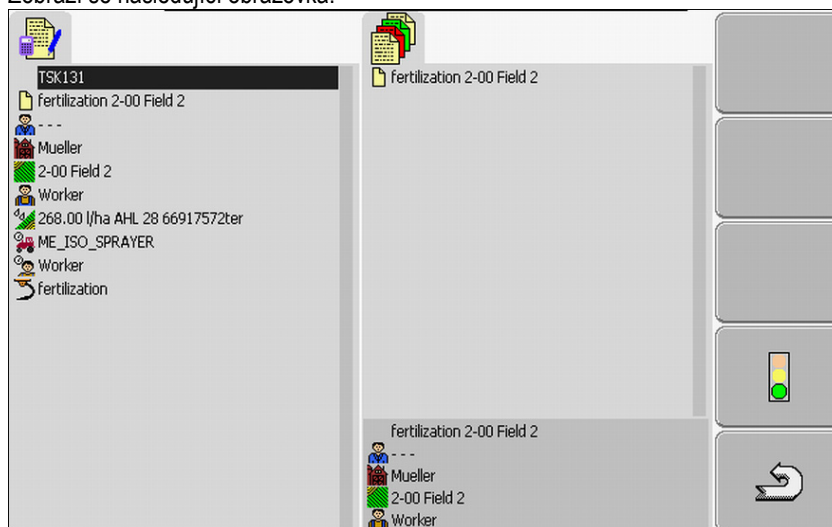 Zobrazí se následující obrazovka:
TSK131
fertilization 2-00 Field 2
---
Mueller
2-00 Field 2
Worker
268.00 l/ha AHL 28 66917572ter
ME_ISO_SPRAYER
Worker
fertilization
fertilization 2-00 Field 2
fertilization 2-00 Field 2
---
Mueller
2-00 Field 2
Worker